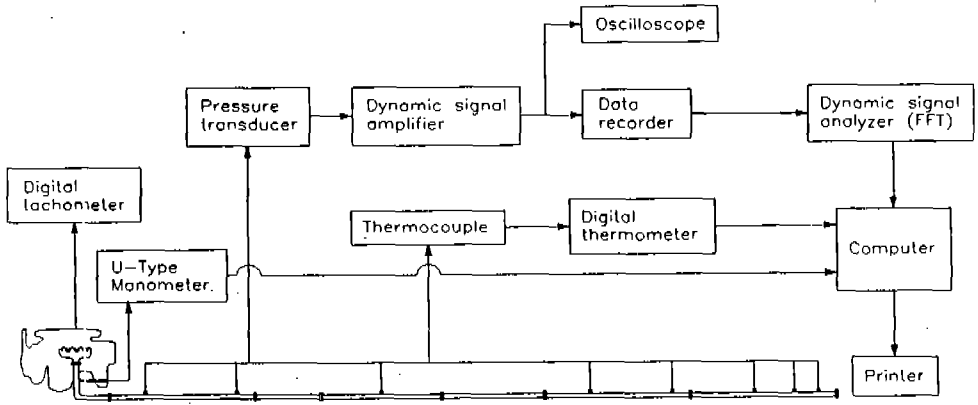 Oscilloscope
Pressure
transducer
Dynamic signal
amplifier
Data
recorder
Dynamic signal
analyzer (FFT)
Digital
tachometer
Thermocouple
Digital
thermometer
Computer
U-Type
Manometer.
Printer